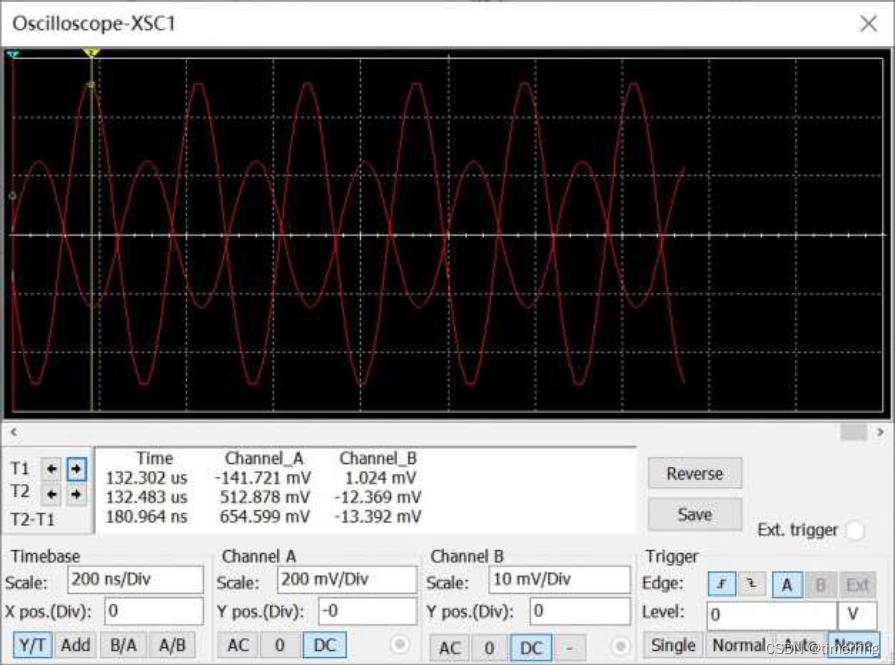 Oscilloscope-XSC1
1
2
T1
T2
T2-T1
Time Channel_A Channel_B
132.302 us -141.721 mV 1.024 mV
132.483 us 512.878 mV -12.369 mV
180.964 ns 654.599 mV -13.392 mV
Reverse
Save
Ext. trigger
Timebase
Scale: 200 ns/Div
X pos.(Div): 0
Y/T Add B/A A/B
Channel A
Scale: 200 mV/Div
Y pos.(Div): -0
AC 0 DC
Channel B
Scale: 10 mV/Div
Y pos.(Div): 0
AC 0 DC -
Trigger
Edge: A B Ext
Level: 0 V
Single Normal Auto None
CSDN @timerring